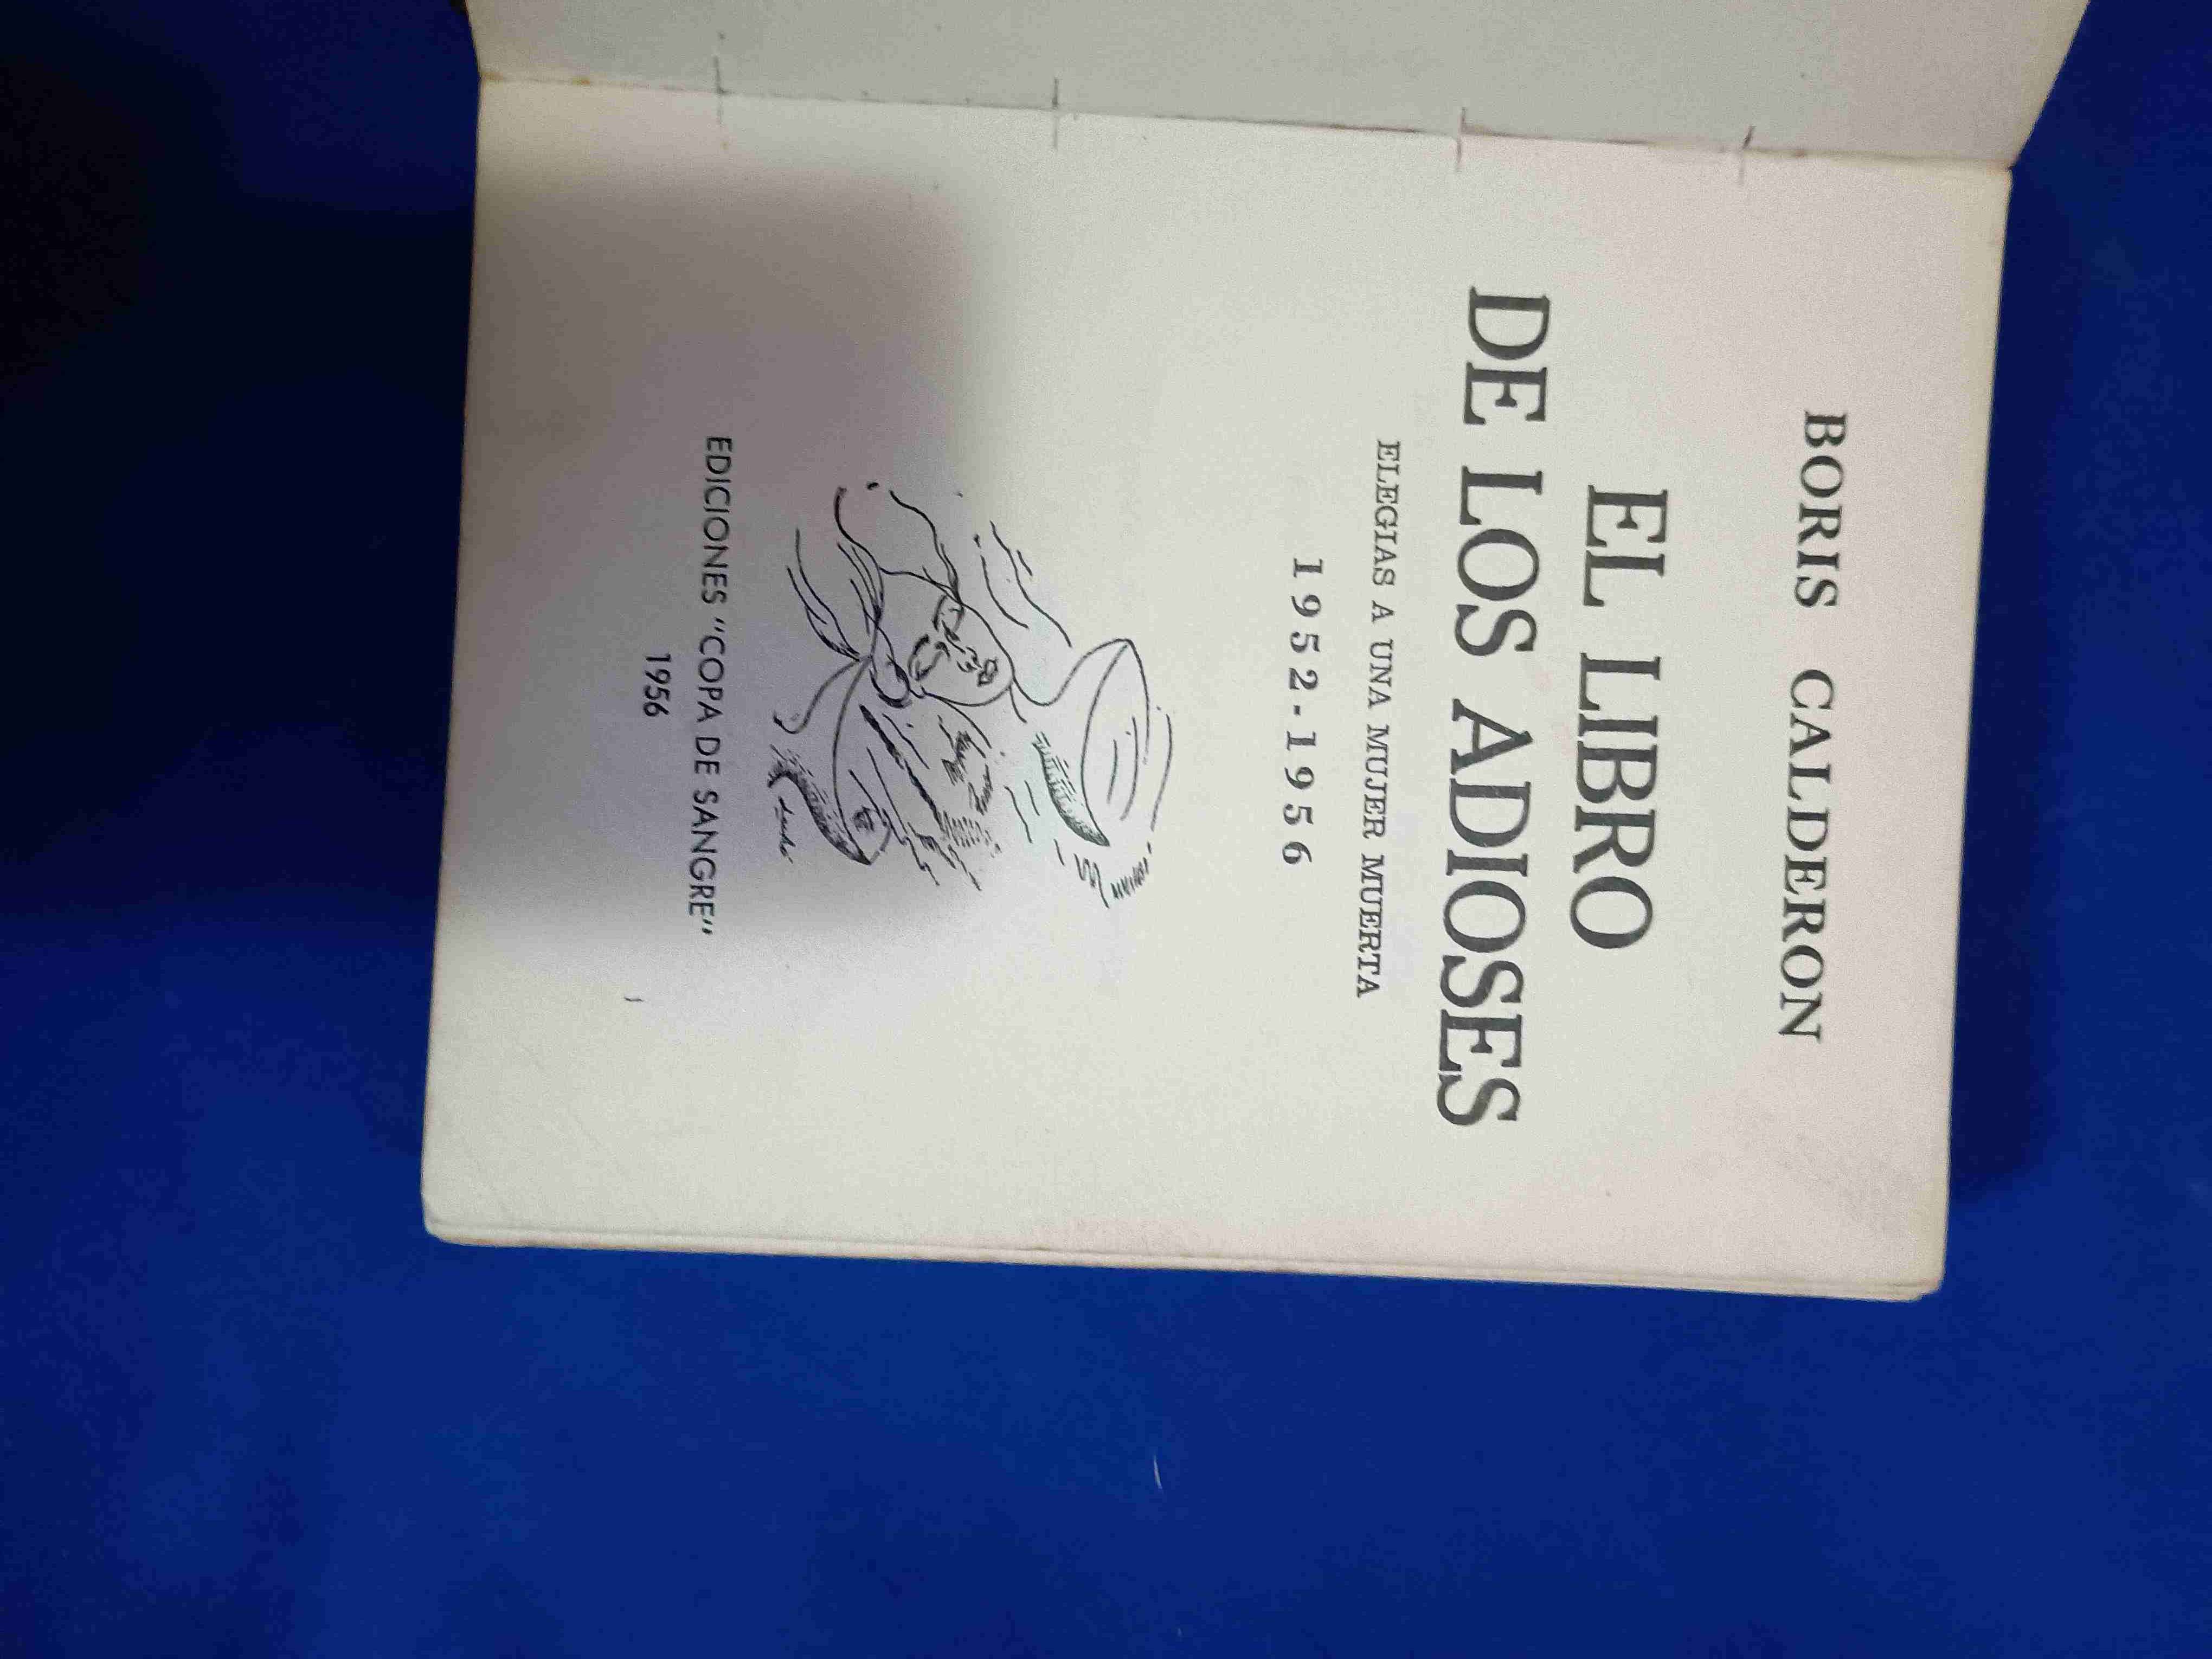 BORIS CALDERON
EL LIBRO
DE LOS ADIOSES
ELEGIAS A UNA MUJER MUERTA
1952-1956
EDICIONES "COPA DE SANGRE"
1956